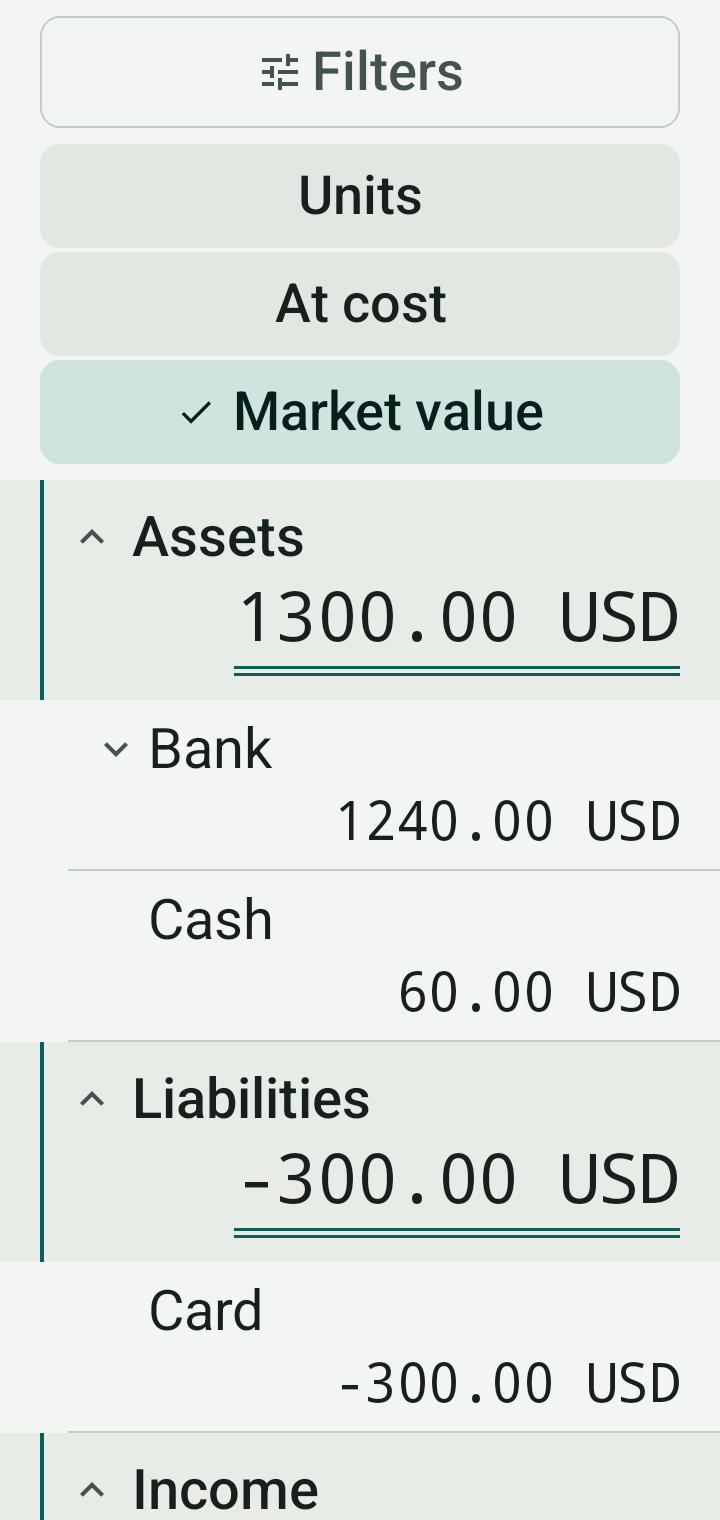 Filters
Units
At cost
Market value
Assets
1300.00 USD
Bank
1240.00 USD
Cash
60.00 USD
Liabilities
-300.00 USD
Card
-300.00 USD
Income